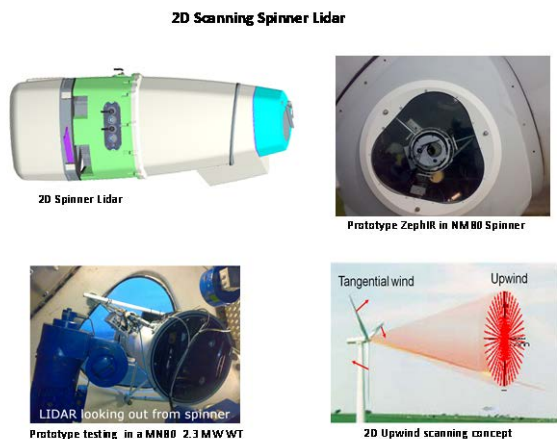 2D Scanning Spinner Lidar
2D Spinner Lidar
Prototype ZephIR in NM80 Spinner
Tangential wind
Upwind
LIDAR looking out from spinner
Prototype testing in a MN80 2.3 MW WT
2D Upwind scanning concept